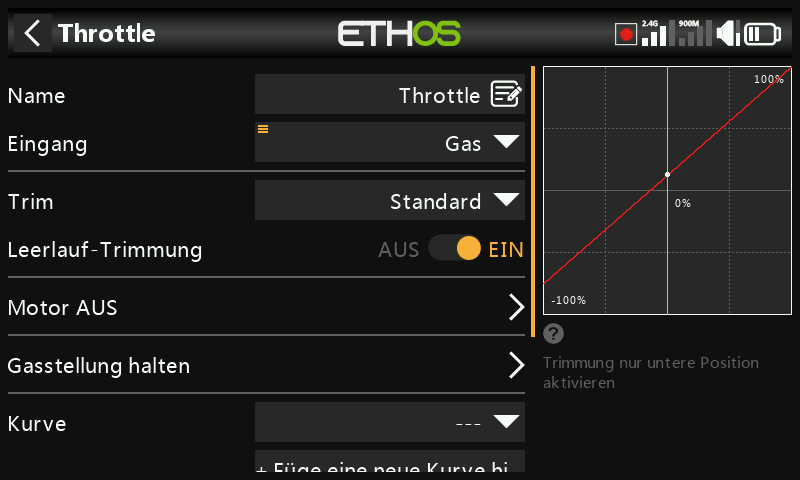 Throttle
ETHOS
2.4G
900M
Name
Throttle
Eingang
Gas
Trim
Standard
Leerlauf-Trimmung
AUS
EIN
Motor AUS
Gasstellung halten
Kurve
---
+ Füge eine neue Kurve hi...
100%
0%
-100%
?
Trimmung nur untere Position
aktivieren